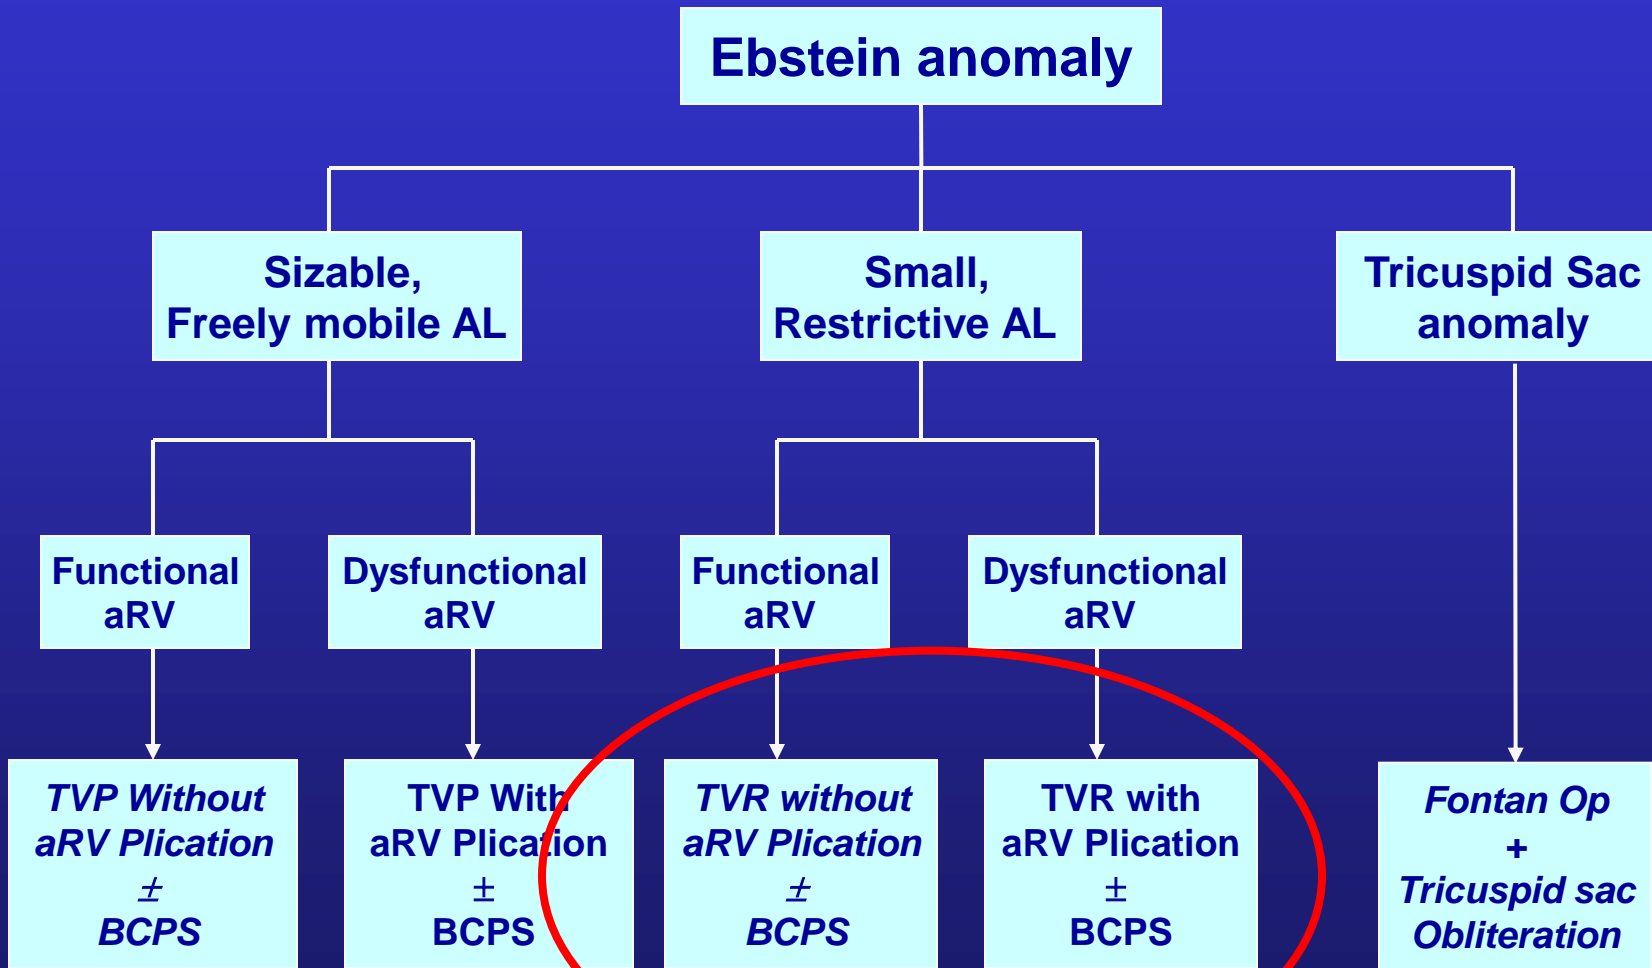 Ebstein anomaly
Sizable,
Freely mobile AL
Small,
Restrictive AL
Tricuspid Sac
anomaly
Functional
aRV
Dysfunctional
aRV
Functional
aRV
Dysfunctional
aRV
TVP Without
aRV Plication
±
BCPS
TVP With
aRV Plication
±
BCPS
TVR without
aRV Plication
±
BCPS
TVR with
aRV Plication
±
BCPS
Fontan Op
+
Tricuspid sac
Obliteration